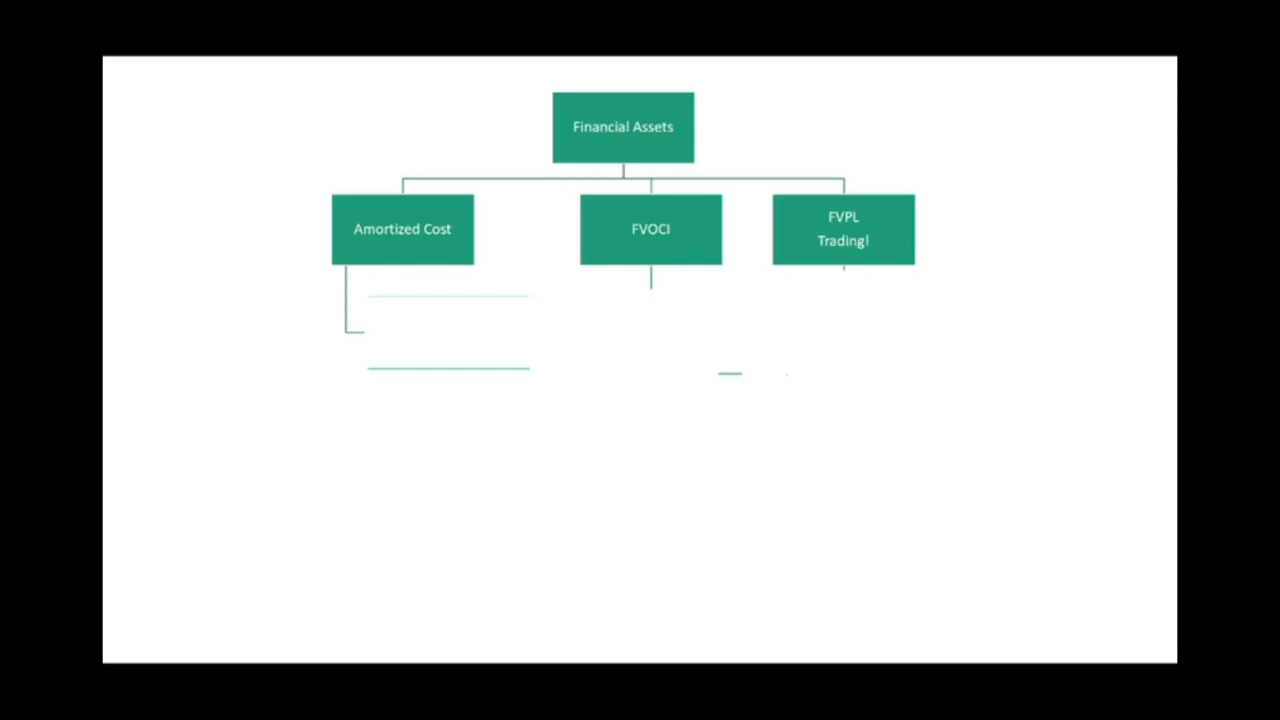 Financial Assets
Amortized Cost
FVOCI
FVPL
Trading!